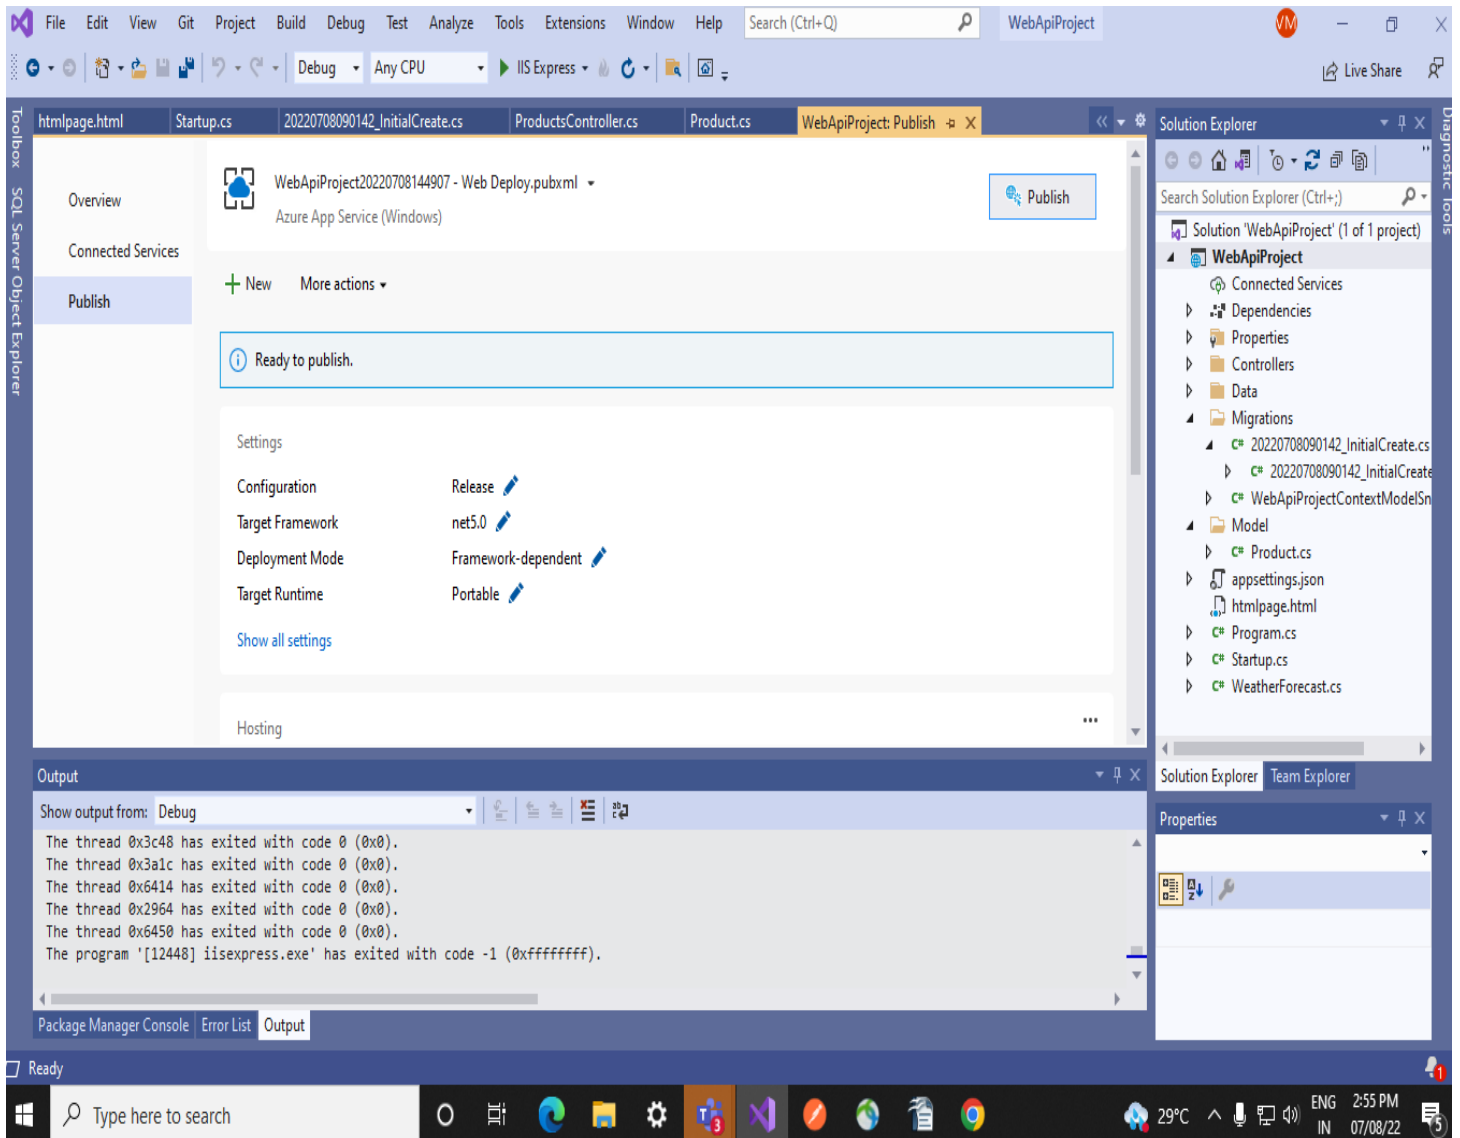 File Edit View Git Project Build Debug Test Analyze Tools Extensions Window Help Search (Ctrl+Q) WebApiProject VM
Debug Any CPU IIS Express Live Share
htmlpage.html Startup.cs 20220708090142_InitialCreate.cs ProductsController.cs Product.cs WebApiProject: Publish
Toolbox
SQL Server Object Explorer
Overview
Connected Services
Publish
WebApiProject20220708144907 - Web Deploy.pubxml
Azure App Service (Windows)
Publish
New More actions
Ready to publish.
Settings
Configuration Release
Target Framework net5.0
Deployment Mode Framework-dependent
Target Runtime Portable
Show all settings
Hosting
Solution Explorer
Search Solution Explorer (Ctrl+;)
Solution 'WebApiProject' (1 of 1 project)
WebApiProject
Connected Services
Dependencies
Properties
Controllers
Data
Migrations
C# 20220708090142_InitialCreate.cs
C# 20220708090142_InitialCreate
C# WebApiProjectContextModelSn
Model
C# Product.cs
appsettings.json
htmlpage.html
C# Program.cs
C# Startup.cs
C# WeatherForecast.cs
Solution Explorer Team Explorer
Diagnostic Tools
Output
Show output from: Debug
The thread 0x3c48 has exited with code 0 (0x0).
The thread 0x3a1c has exited with code 0 (0x0).
The thread 0x6414 has exited with code 0 (0x0).
The thread 0x2964 has exited with code 0 (0x0).
The thread 0x6450 has exited with code 0 (0x0).
The program '[12448] iisexpress.exe' has exited with code -1 (0xffffffff).
Package Manager Console Error List Output
Properties
Ready
1
Type here to search
3
29°C
ENG
IN
2:55 PM
07/08/22
5